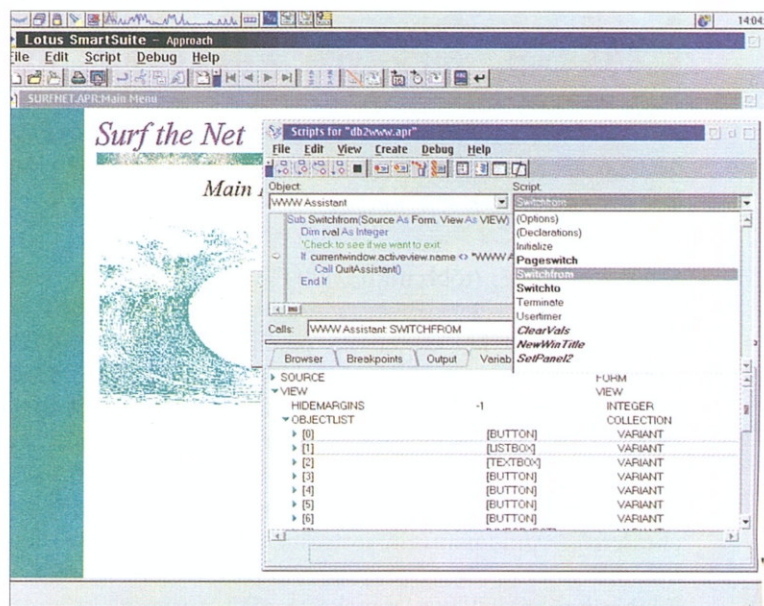 14:04
Lotus SmartSuite – Approach
ile Edit Script Debug Help
SURFNET.APR:Main Menu
Surf the Net
Main
Scripts for "db2www.apr"
File Edit View Create Debug Help
Object:
Script:
WWW Assistant
Switchfrom
Sub Switchfrom(Source As Form, View As VIEW)
Dim rval As Integer
'Check to see if we want to exit
If currentwindow.activeview.name <> "WWW A
Call QuitAssistant()
End If
(Options)
(Declarations)
Initialize
Pageswitch
Switchfrom
Switchto
Terminate
Usertimer
ClearVals
NewWinTitle
SetPanel2
Calls: WWW Assistant: SWITCHFROM
Browser Breakpoints Output Variab
SOURCE FORM
VIEW VIEW
HIDEMARGINS -1 INTEGER
OBJECTLIST COLLECTION
[0] [BUTTON] VARIANT
[1] [LISTBOX] VARIANT
[2] [TEXTBOX] VARIANT
[3] [BUTTON] VARIANT
[4] [BUTTON] VARIANT
[5] [BUTTON] VARIANT
[6] [BUTTON] VARIANT